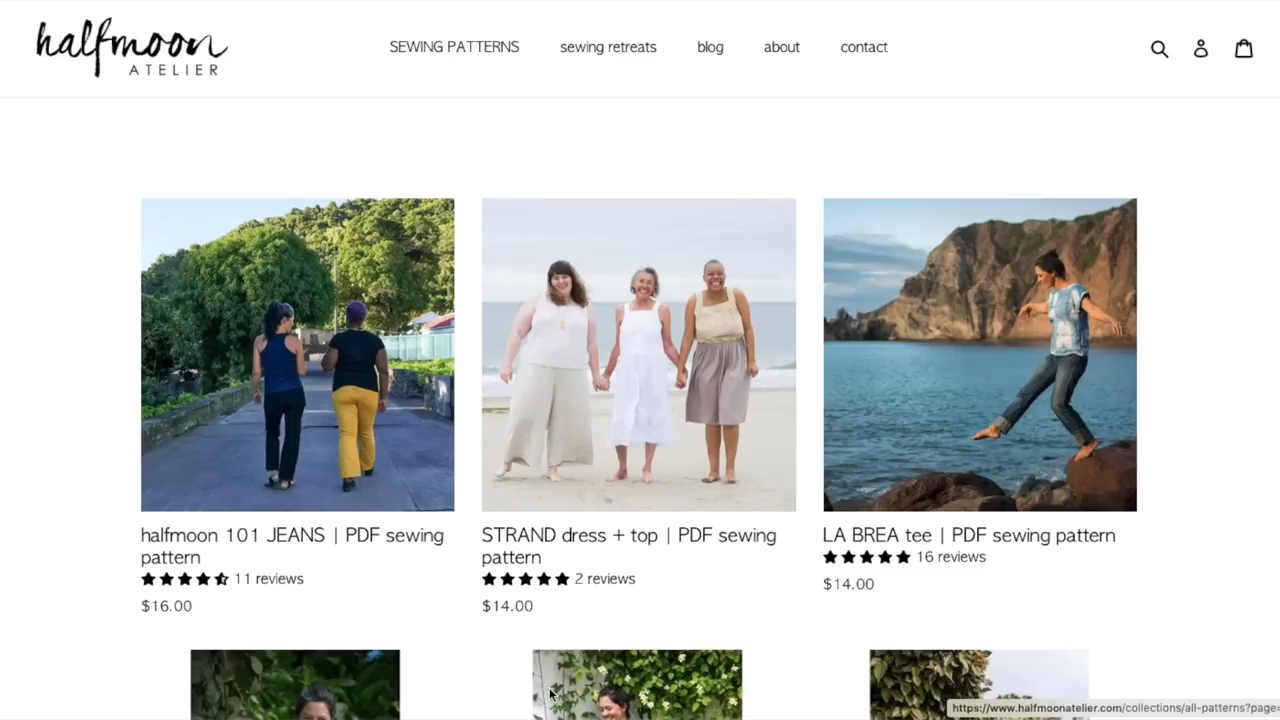 halfmoon
ATELIER
SEWING PATTERNS
sewing retreats
blog
about
contact
halfmoon 101 JEANS | PDF sewing
pattern
11 reviews
$16.00
STRAND dress + top | PDF sewing
pattern
2 reviews
$14.00
LA BREA tee | PDF sewing pattern
16 reviews
$14.00
https://www.halfmoonatelier.com/collections/all-patterns?page=